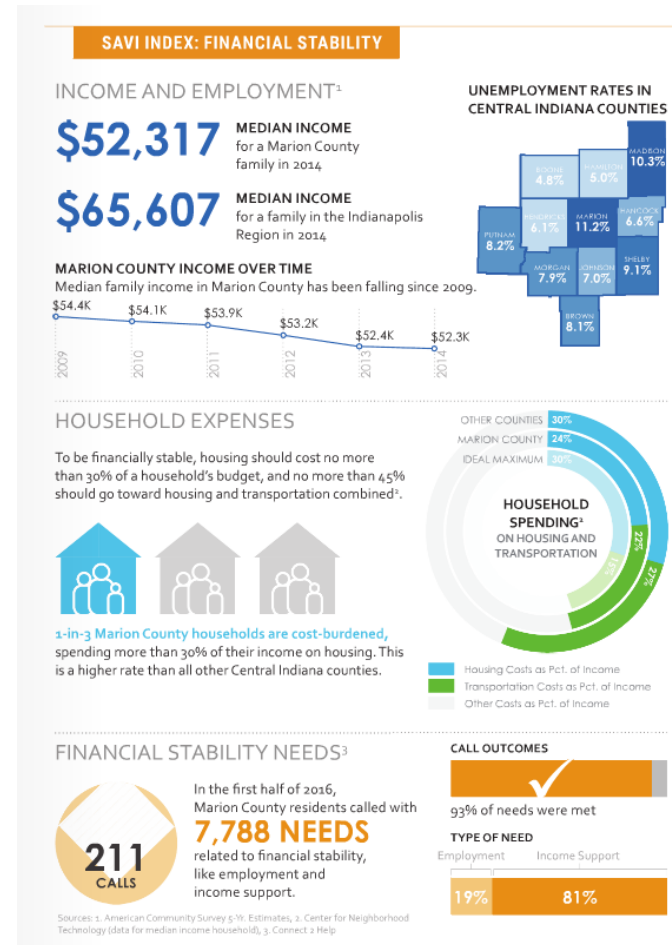 SAVI INDEX: FINANCIAL STABILITY
INCOME AND EMPLOYMENT¹
$52,317
MEDIAN INCOME
for a Marion County
family in 2014
$65,607
MEDIAN INCOME
for a family in the Indianapolis
Region in 2014
MARION COUNTY INCOME OVER TIME
Median family income in Marion County has been falling since 2009.
$54.4K
$54.1K
$53.9K
$53.2K
$52.4K
$52.3K
2009
2010
2011
2012
2013
2014
UNEMPLOYMENT RATES IN
CENTRAL INDIANA COUNTIES
MADISON
10.3%
BOONE
4.8%
HAMILTON
5.0%
HENDRICKS
6.1%
MARION
11.2%
HANCOCK
6.6%
PUTNAM
8.2%
MORGAN
7.9%
JOHNSON
7.0%
SHELBY
9.1%
BROWN
8.1%
HOUSEHOLD EXPENSES
To be financially stable, housing should cost no more
than 30% of a household's budget, and no more than 45%
should go toward housing and transportation combined².
1-in-3 Marion County households are cost-burdened,
spending more than 30% of their income on housing. This
is a higher rate than all other Central Indiana counties.
OTHER COUNTIES 30%
MARION COUNTY 24%
IDEAL MAXIMUM 30%
HOUSEHOLD
SPENDING²
ON HOUSING AND
TRANSPORTATION
15%
22%
27%
Housing Costs as Pct. of Income
Transportation Costs as Pct. of Income
Other Costs as Pct. of Income
FINANCIAL STABILITY NEEDS³
211
CALLS
In the first half of 2016,
Marion County residents called with
7,788 NEEDS
related to financial stability,
like employment and
income support.
CALL OUTCOMES
93% of needs were met
TYPE OF NEED
Employment
Income Support
19%
81%
Sources: 1. American Community Survey 5-Yr. Estimates, 2. Center for Neighborhood
Technology (data for median income household), 3. Connect 2 Help